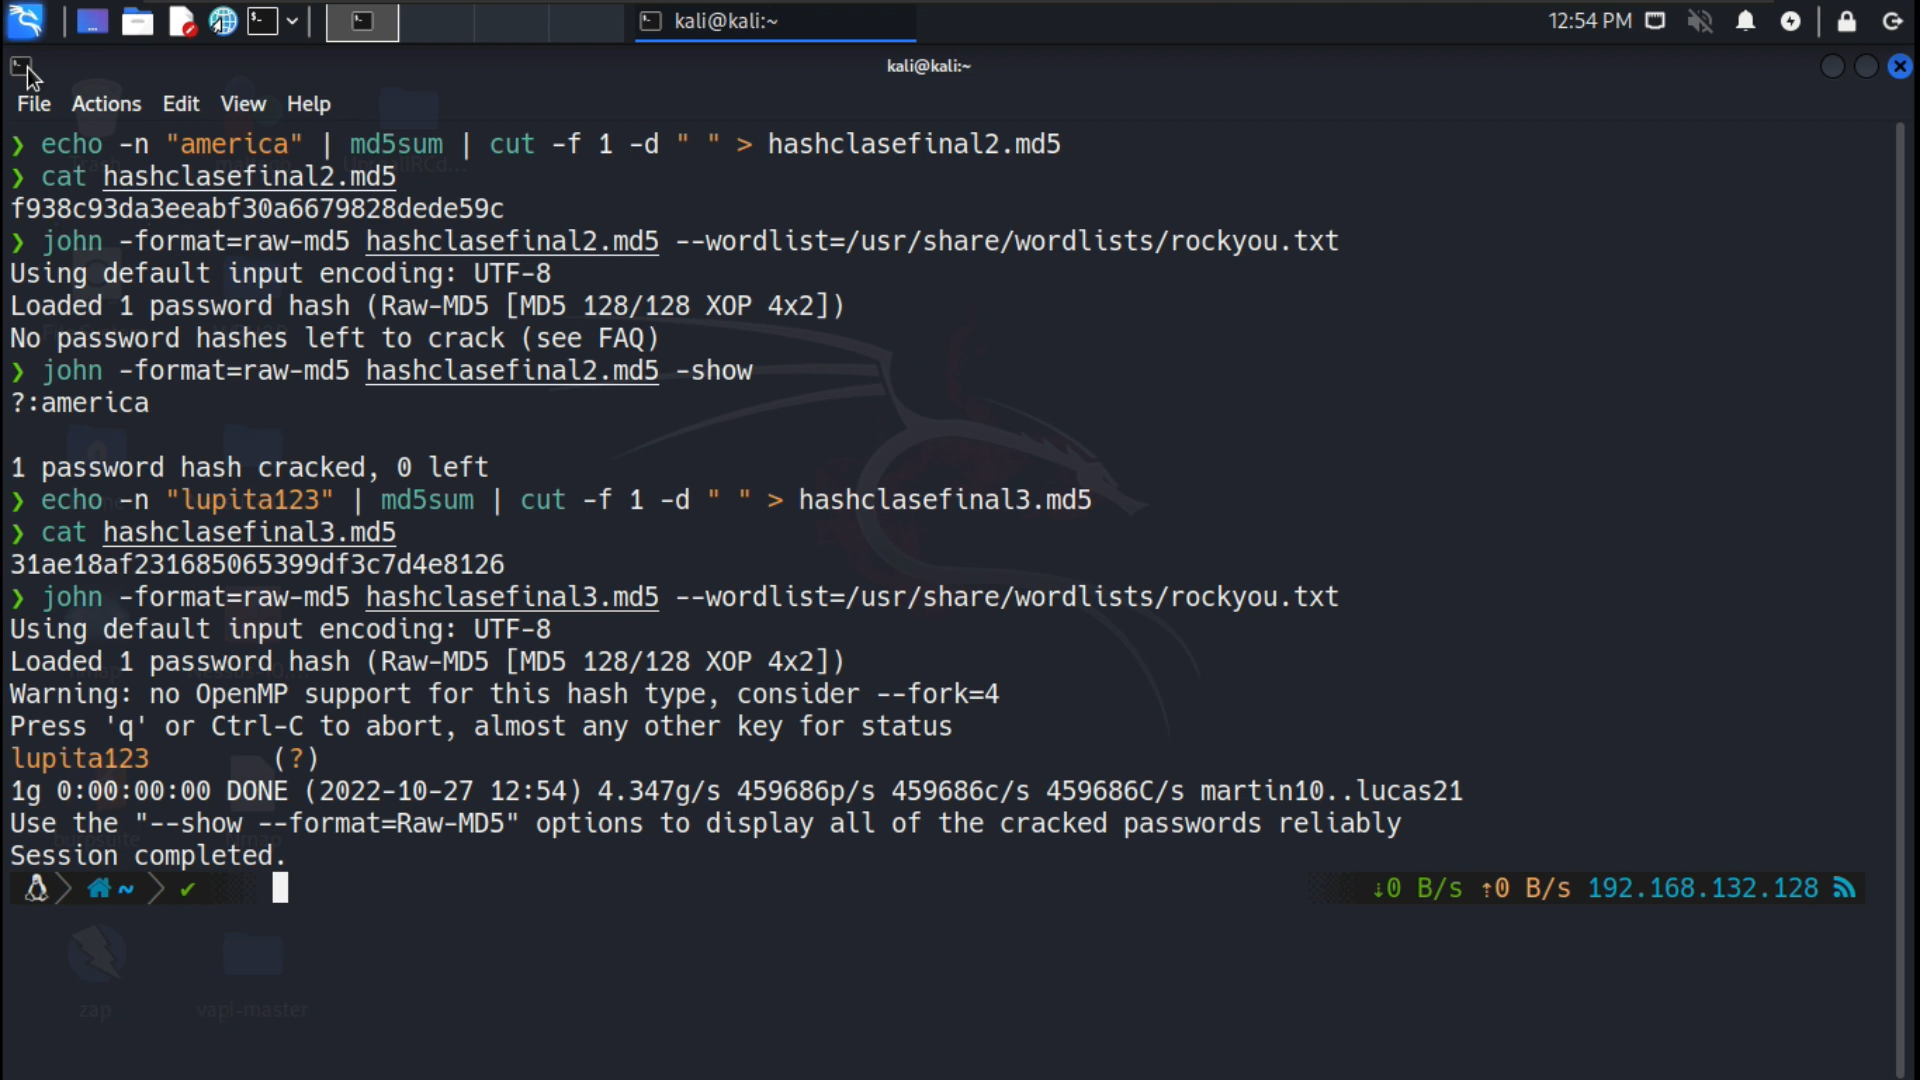 kali@kali:~
12:54 PM
kali@kali:~
File Actions Edit View Help
❯ echo -n "america" | md5sum | cut -f 1 -d " " > hashclasefinal2.md5
❯ cat hashclasefinal2.md5
f938c93da3eeabf30a6679828dede59c
❯ john -format=raw-md5 hashclasefinal2.md5 --wordlist=/usr/share/wordlists/rockyou.txt
Using default input encoding: UTF-8
Loaded 1 password hash (Raw-MD5 [MD5 128/128 XOP 4x2])
No password hashes left to crack (see FAQ)
❯ john -format=raw-md5 hashclasefinal2.md5 -show
?:america
1 password hash cracked, 0 left
❯ echo -n "lupita123" | md5sum | cut -f 1 -d " " > hashclasefinal3.md5
❯ cat hashclasefinal3.md5
31ae18af231685065399df3c7d4e8126
❯ john -format=raw-md5 hashclasefinal3.md5 --wordlist=/usr/share/wordlists/rockyou.txt
Using default input encoding: UTF-8
Loaded 1 password hash (Raw-MD5 [MD5 128/128 XOP 4x2])
Warning: no OpenMP support for this hash type, consider --fork=4
Press 'q' or Ctrl-C to abort, almost any other key for status
lupita123 (?)
1g 0:00:00:00 DONE (2022-10-27 12:54) 4.347g/s 459686p/s 459686c/s 459686C/s martin10..lucas21
Use the "--show --format=Raw-MD5" options to display all of the cracked passwords reliably
Session completed.
~ ✔ ⇣0 B/s ⇡0 B/s 192.168.132.128
zap vapi-master